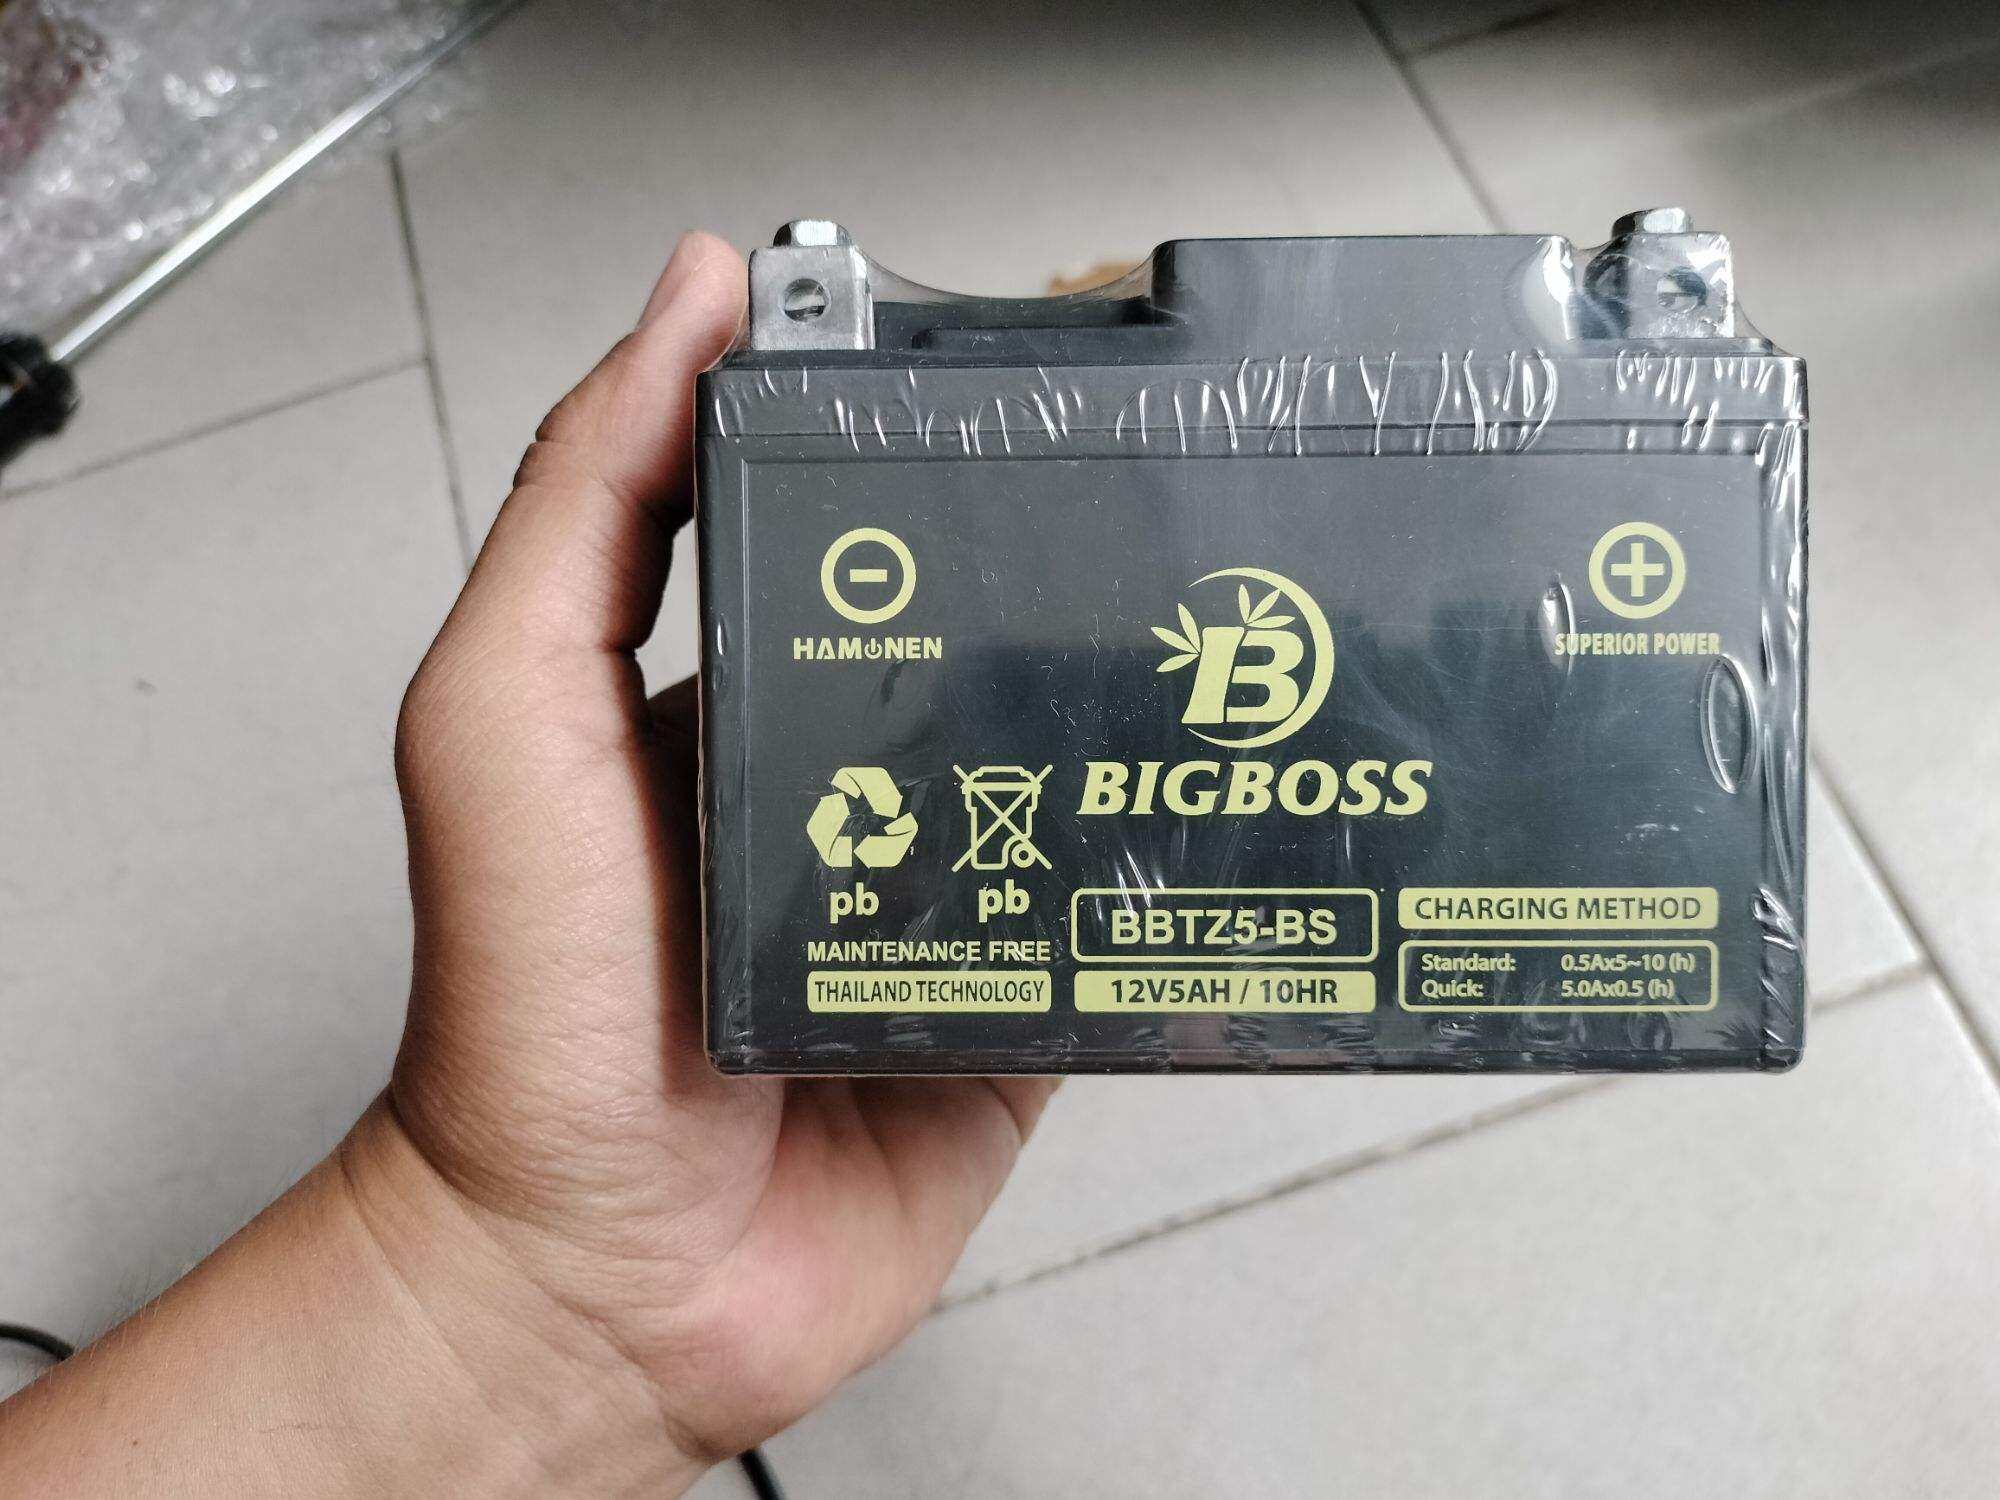 HAMONEN
SUPERIOR POWER
B
BIGBOSS
pb
pb
MAINTENANCE FREE
THAILAND TECHNOLOGY
BBTZ5-BS
12V5AH / 10HR
CHARGING METHOD
Standard: 0.5Ax5~10 (h)
Quick: 5.0Ax0.5 (h)